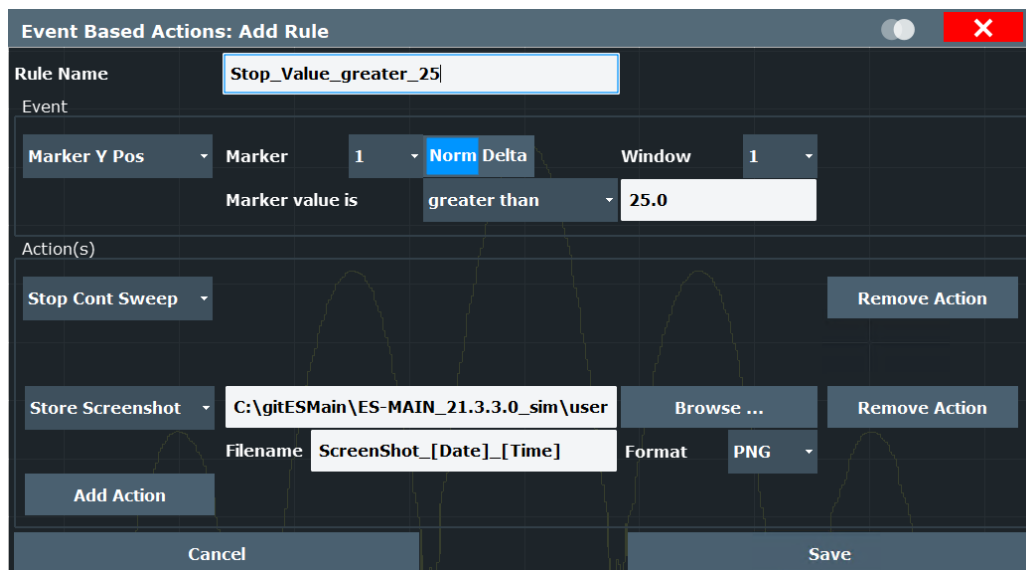 Event Based Actions: Add Rule
Rule Name Stop_Value_greater_25
Event
Marker Y Pos Marker 1 Norm Delta Window 1
Marker value is greater than 25.0
Action(s)
Stop Cont Sweep Remove Action
Store Screenshot C:\gitESMain\ES-MAIN_21.3.3.0_sim\user Browse ... Remove Action
Filename ScreenShot_[Date]_[Time] Format PNG
Add Action
Cancel Save